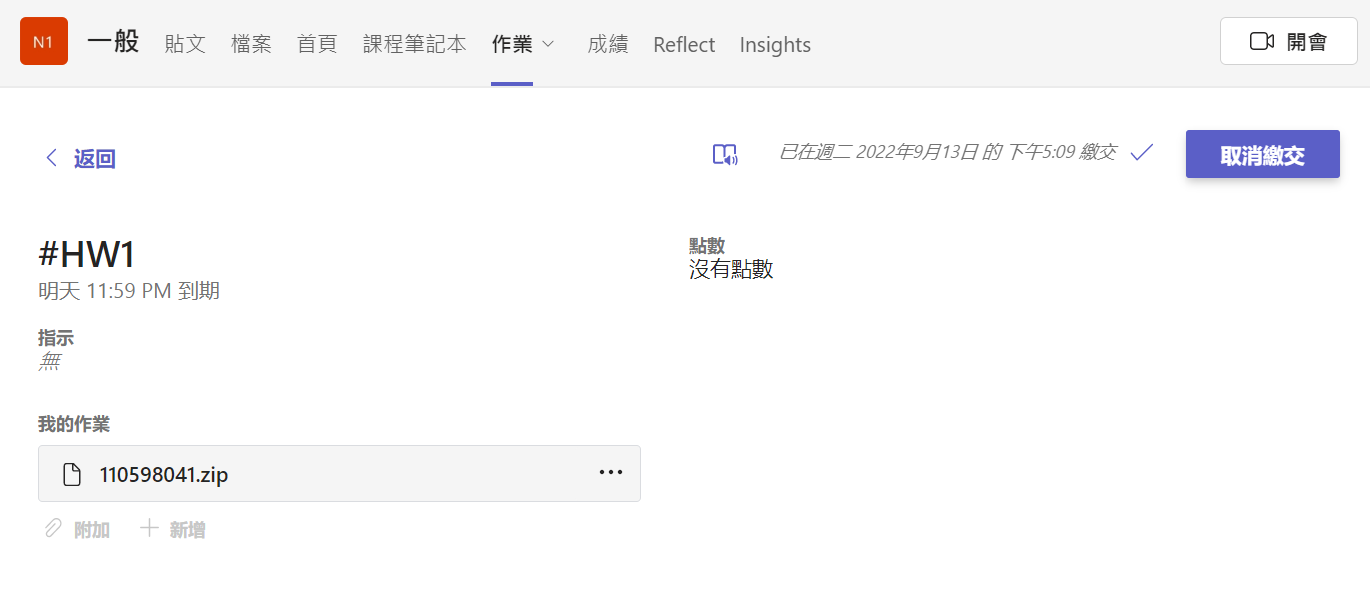 N1 一般 貼文 檔案 首頁 課程筆記本 作業 成績 Reflect Insights 開會
返回 已在週二 2022年9月13日 的 下午5:09 繳交 取消繳交
#HW1
明天 11:59 PM 到期
點數
沒有點數
指示
無
我的作業
110598041.zip
附加 新增